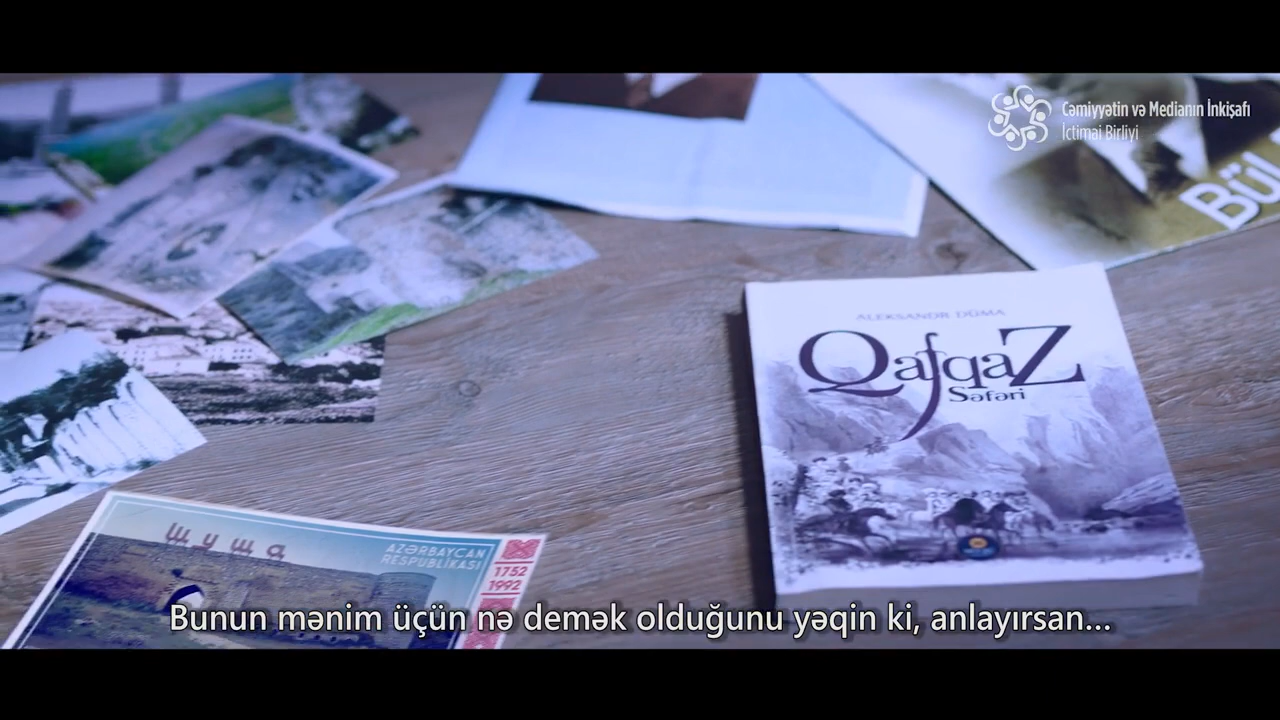 Cəmiyyətin və Medianın İnkişafı
İctimai Birliyi
Bül
ALEKSANDR DÜMA
QafqaZ
Səfəri
Шуша
AZƏRBAYCAN
RESPUBLİKASI
1752
1992
Bunun mənim üçün nə demək olduğunu yəqin ki, anlayırsan...